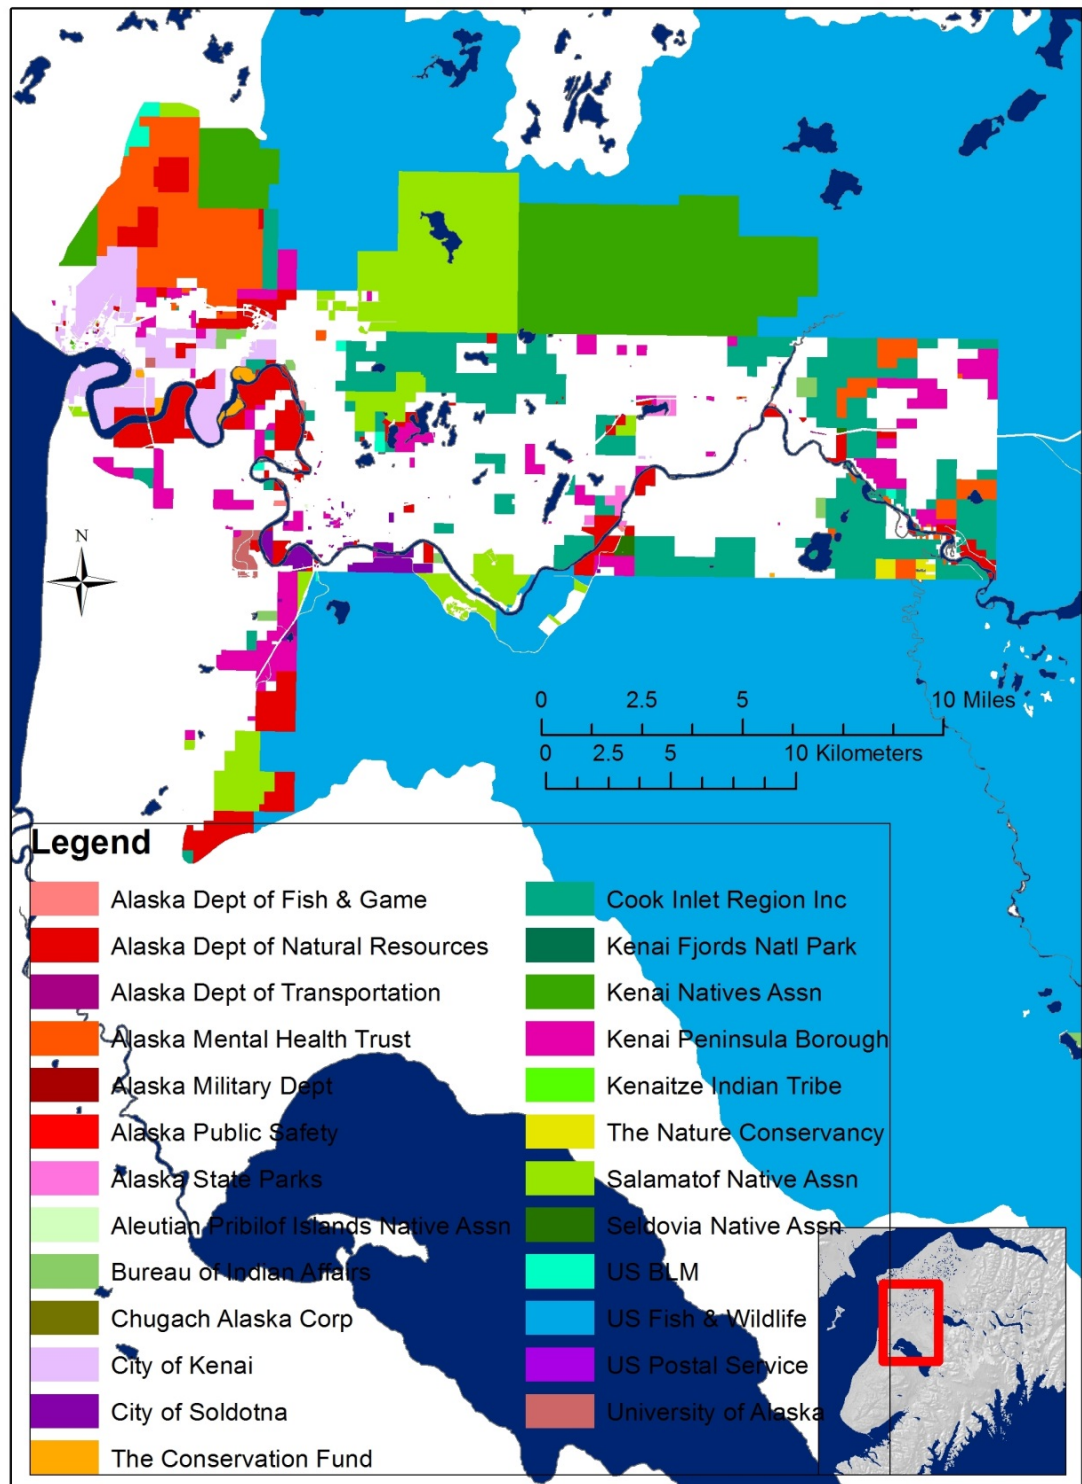 N
0 2.5 5 10 Miles
0 2.5 5 10 Kilometers
Legend
Alaska Dept of Fish & Game
Alaska Dept of Natural Resources
Alaska Dept of Transportation
Alaska Mental Health Trust
Alaska Military Dept
Alaska Public Safety
Alaska State Parks
Aleutian Pribilof Islands Native Assn
Bureau of Indian Affairs
Chugach Alaska Corp
City of Kenai
City of Soldotna
The Conservation Fund
Cook Inlet Region Inc
Kenai Fjords Natl Park
Kenai Natives Assn
Kenai Peninsula Borough
Kenaitze Indian Tribe
The Nature Conservancy
Salamatof Native Assn
Seldovia Native Assn
US BLM
US Fish & Wildlife
US Postal Service
University of Alaska